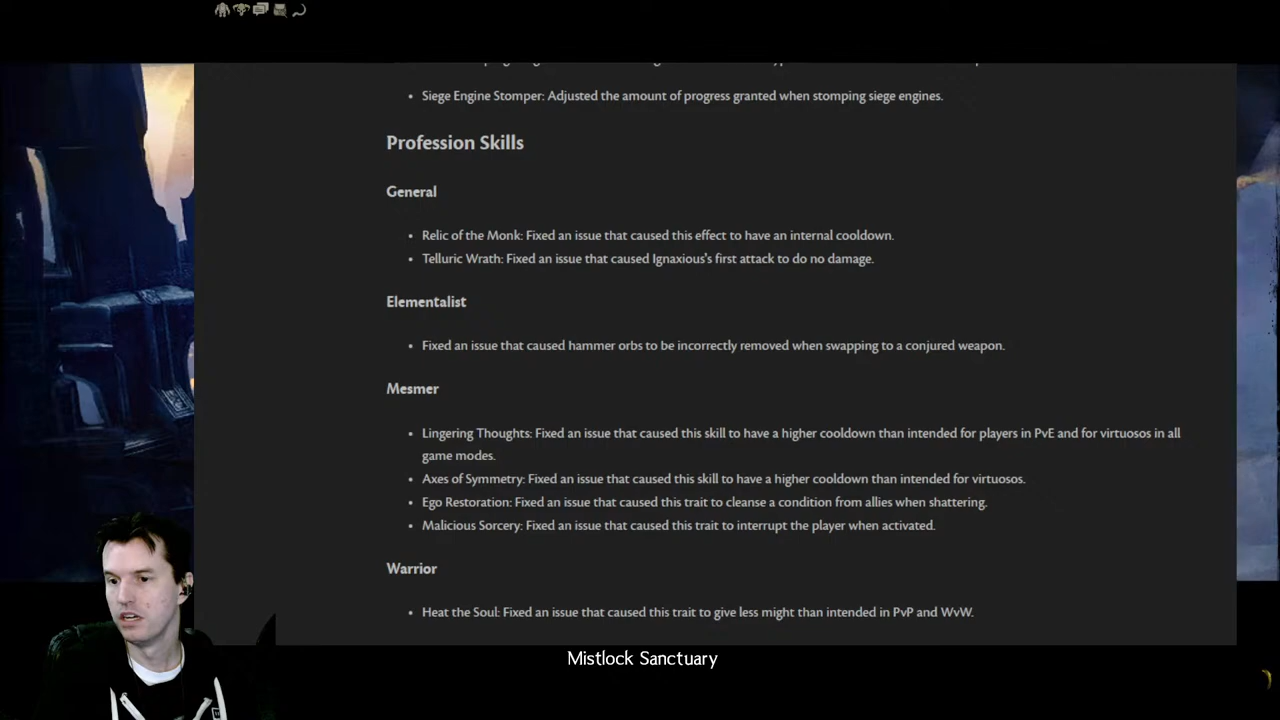 • Siege Engine Stomper: Adjusted the amount of progress granted when stomping siege engines.
Profession Skills
General
• Relic of the Monk: Fixed an issue that caused this effect to have an internal cooldown.
• Telluric Wrath: Fixed an issue that caused Ignaxious's first attack to do no damage.
Elementalist
• Fixed an issue that caused hammer orbs to be incorrectly removed when swapping to a conjured weapon.
Mesmer
• Lingering Thoughts: Fixed an issue that caused this skill to have a higher cooldown than intended for players in PvE and for virtuosos in all
game modes.
• Axes of Symmetry: Fixed an issue that caused this skill to have a higher cooldown than intended for virtuosos.
• Ego Restoration: Fixed an issue that caused this trait to cleanse a condition from allies when shattering.
• Malicious Sorcery: Fixed an issue that caused this trait to interrupt the player when activated.
Warrior
• Heat the Soul: Fixed an issue that caused this trait to give less might than intended in PvP and WvW.
Mistlock Sanctuary